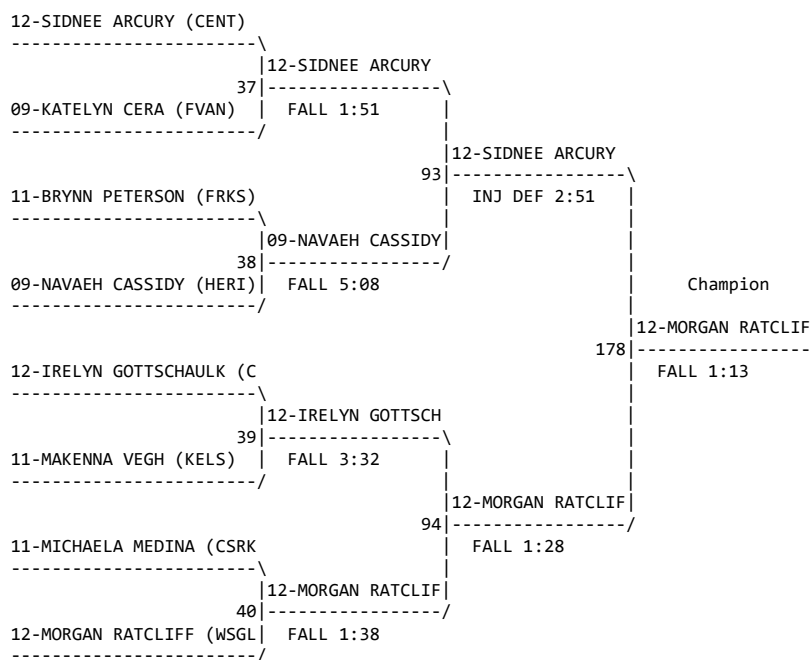 12-SIDNEE ARCURY (CENT)
12-SIDNEE ARCURY
37
09-KATELYN CERA (FVAN)
FALL 1:51
12-SIDNEE ARCURY
93
11-BRYNN PETERSON (FRKS)
INJ DEF 2:51
09-NAVAEH CASSIDY
38
09-NAVAEH CASSIDY (HERI)
FALL 5:08
Champion
12-MORGAN RATCLIF
178
12-IRELYN GOTTSCHAULK (C
FALL 1:13
12-IRELYN GOTTSCH
39
11-MAKENNA VEGH (KELS)
FALL 3:32
12-MORGAN RATCLIF
94
11-MICHAELA MEDINA (CSRK
FALL 1:28
12-MORGAN RATCLIF
40
12-MORGAN RATCLIFF (WSGL
FALL 1:38